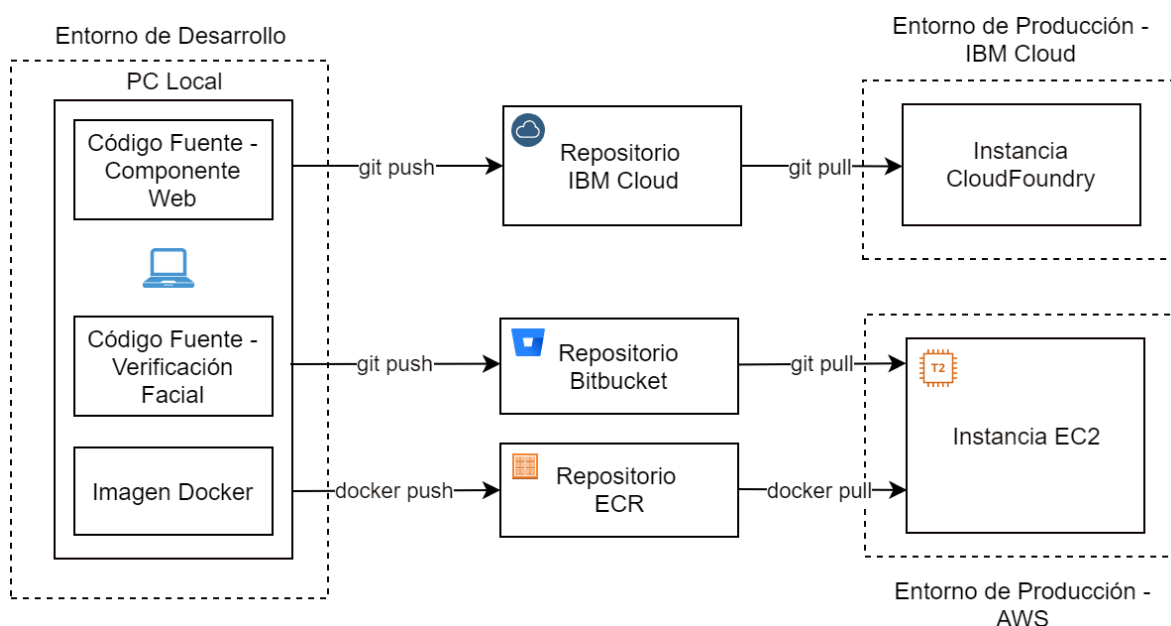 Entorno de Desarrollo
PC Local
Código Fuente -
Componente
Web
git push
Repositorio
IBM Cloud
git pull
Entorno de Producción -
IBM Cloud
Instancia
CloudFoundry
Código Fuente -
Verificación
Facial
git push
Repositorio
Bitbucket
git pull
Imagen Docker
docker push
Repositorio
ECR
docker pull
T2
Instancia EC2
Entorno de Producción -
AWS